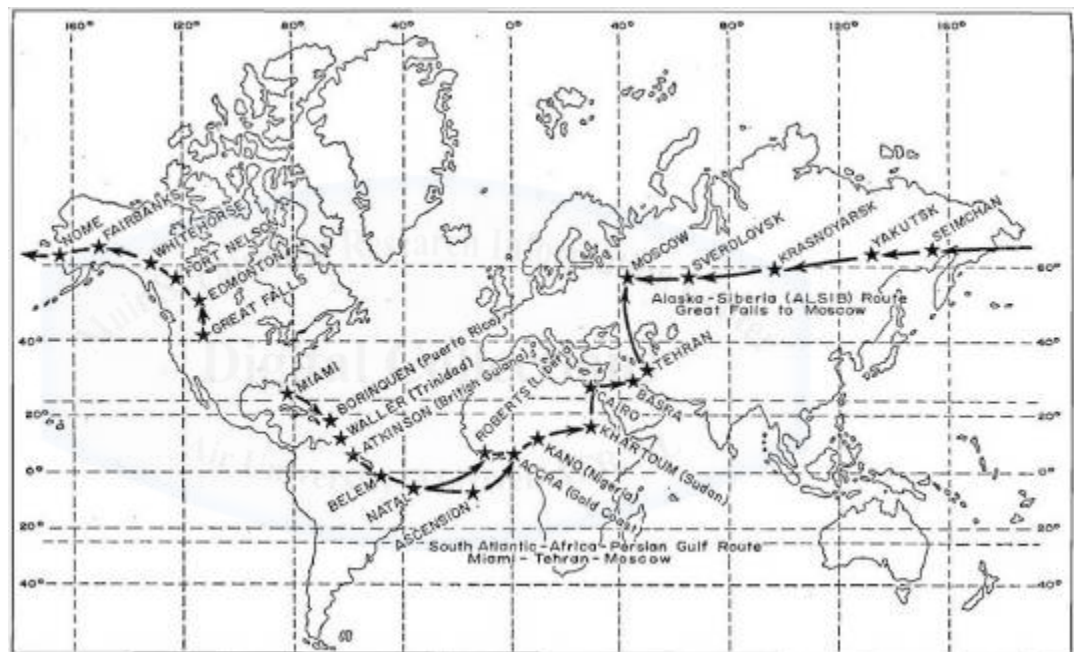 160° 120° 80° 40° 0° 40° 80° 120° 160°
NOME
FAIRBANKS
WHITEHORSE
FORT NELSON
EDMONTON
GREAT FALLS
MIAMI
BORINQUEN (Puerto Rico)
WALLER (Trinidad)
ATKINSON (British Guiana)
BELEM
NATAL
ASCENSION
ROBERTS (Liberia)
ACCRA (Gold Coast)
KANO (Nigeria)
KHARTOUM (Sudan)
CAIRO
BASRA
TEHRAN
MOSCOW
SVERDLOVSK
KRASNOYARSK
YAKUTSK
SEIMCHAN
Alaska-Siberia (ALSIB) Route
Great Falls to Moscow
South Atlantic-Africa-Persian Gulf Route
Miami-Tehran-Moscow
60°
40° 40°
20° 20°
0° 0°
20° 20°
40° 40°
Digital
Air University